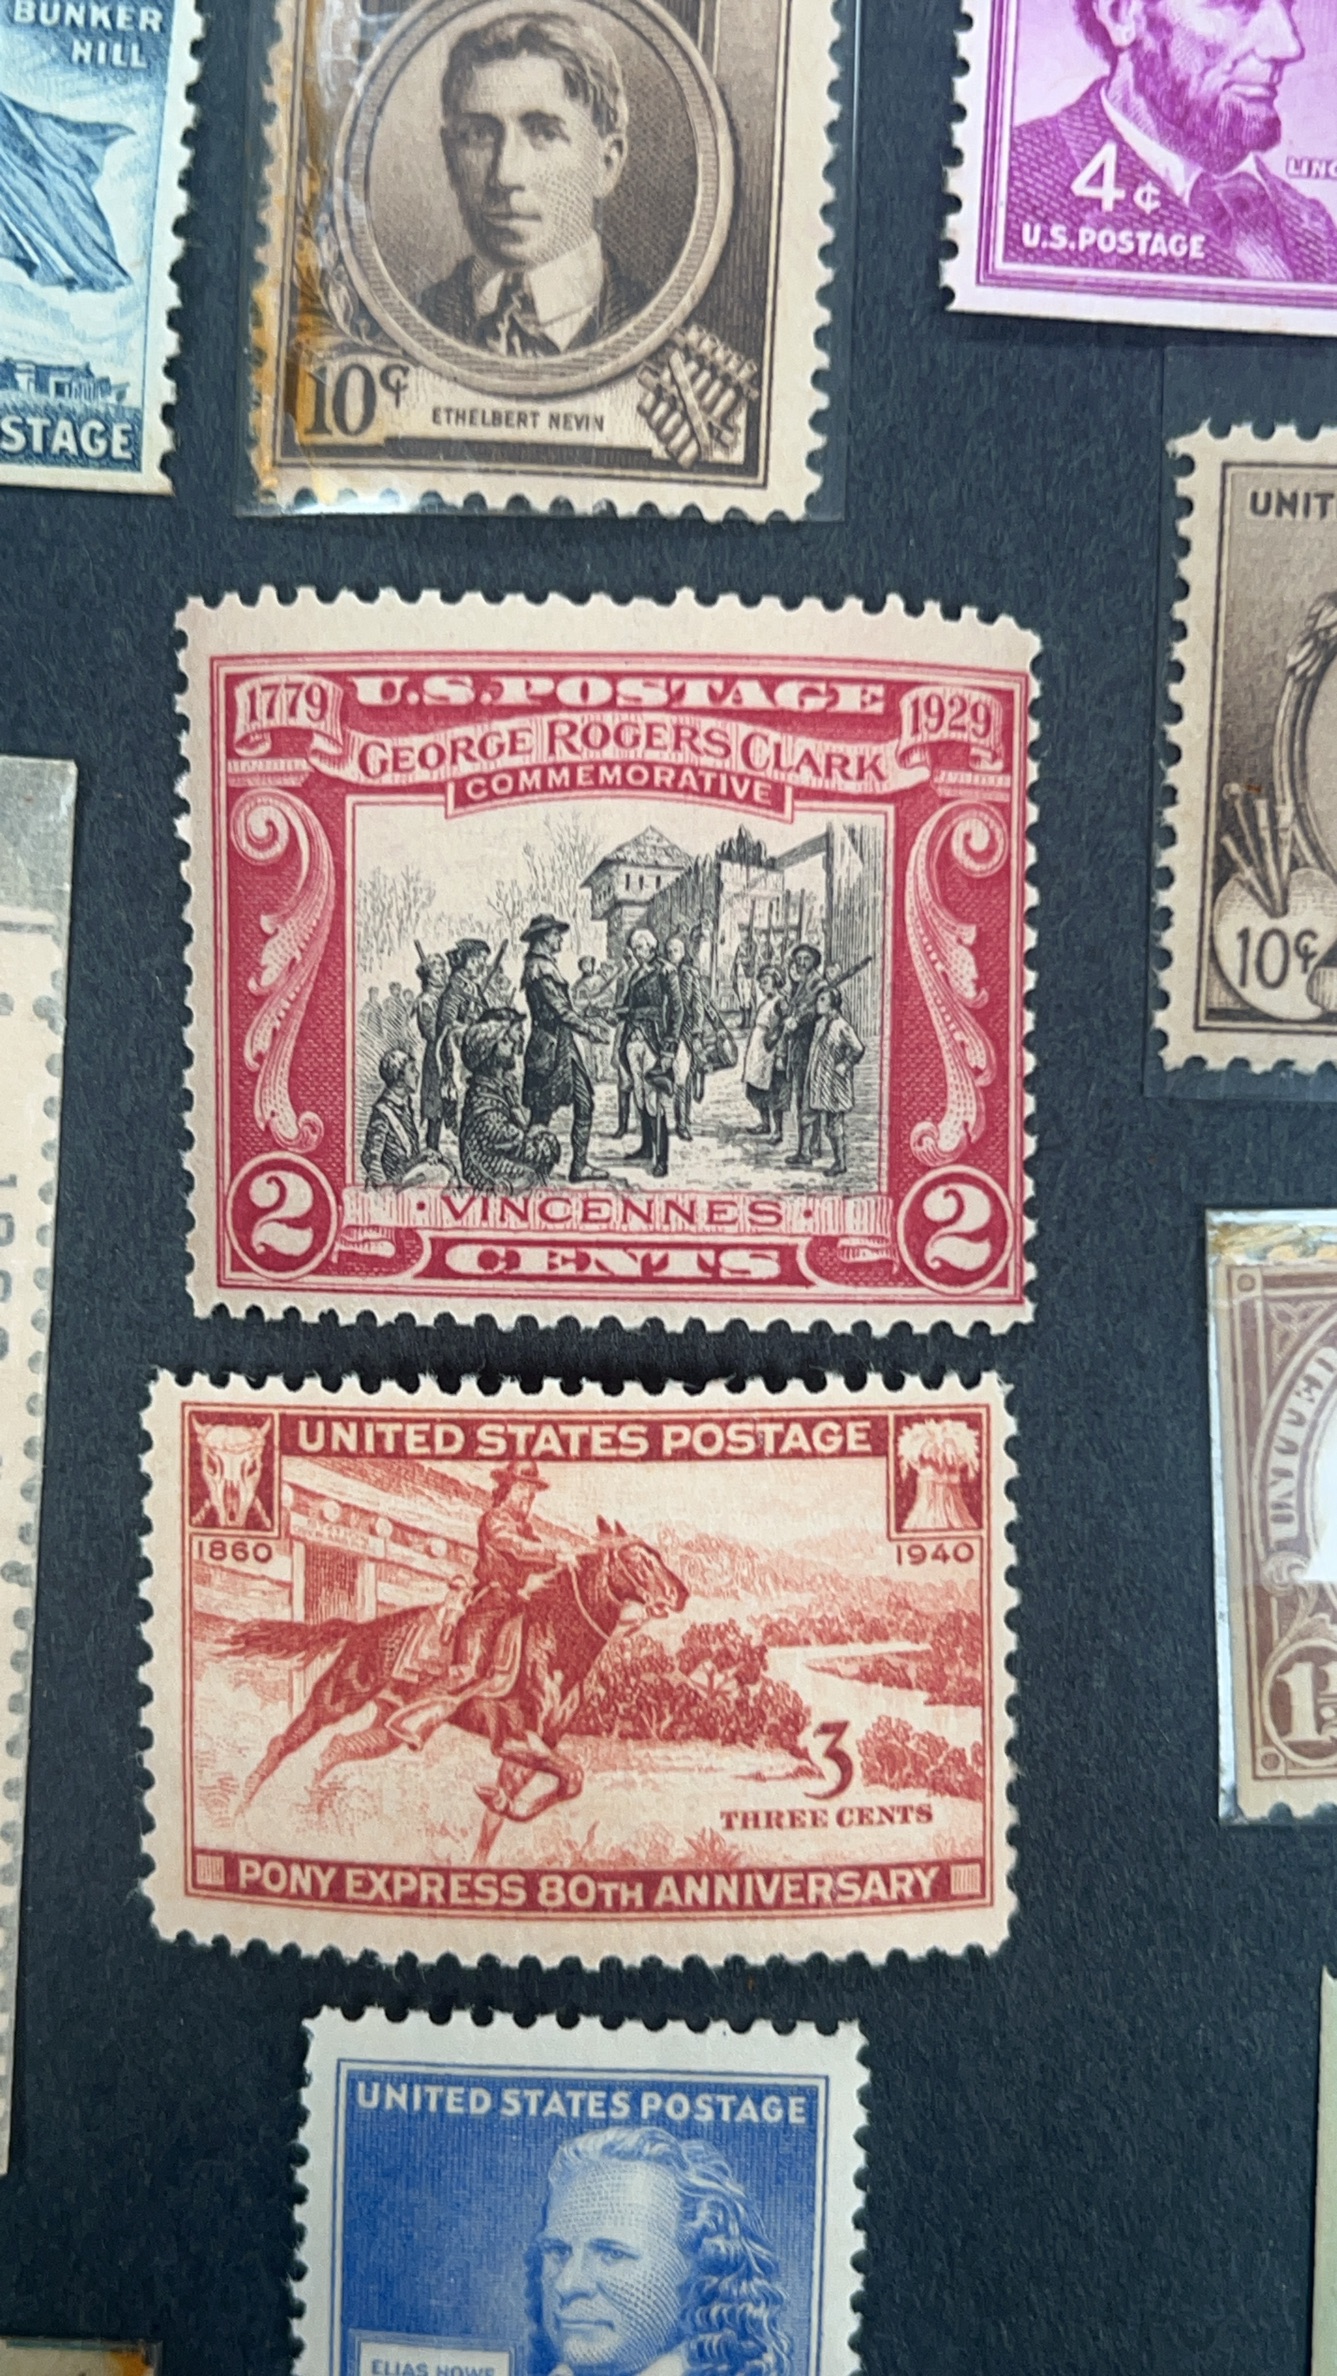 BUNKER
HILL
STAGE
10¢
ETHELBERT NEVIN
4¢
U.S.POSTAGE
1779
U.S.POSTAGE
1929
GEORGE ROGERS CLARK
COMMEMORATIVE
2
· VINCENNES ·
2
CENTS
UNIT
10¢
UNITED STATES POSTAGE
1860
1940
3
THREE CENTS
PONY EXPRESS 80TH ANNIVERSARY
UNITED STATES POSTAGE
ELIAS HOWE